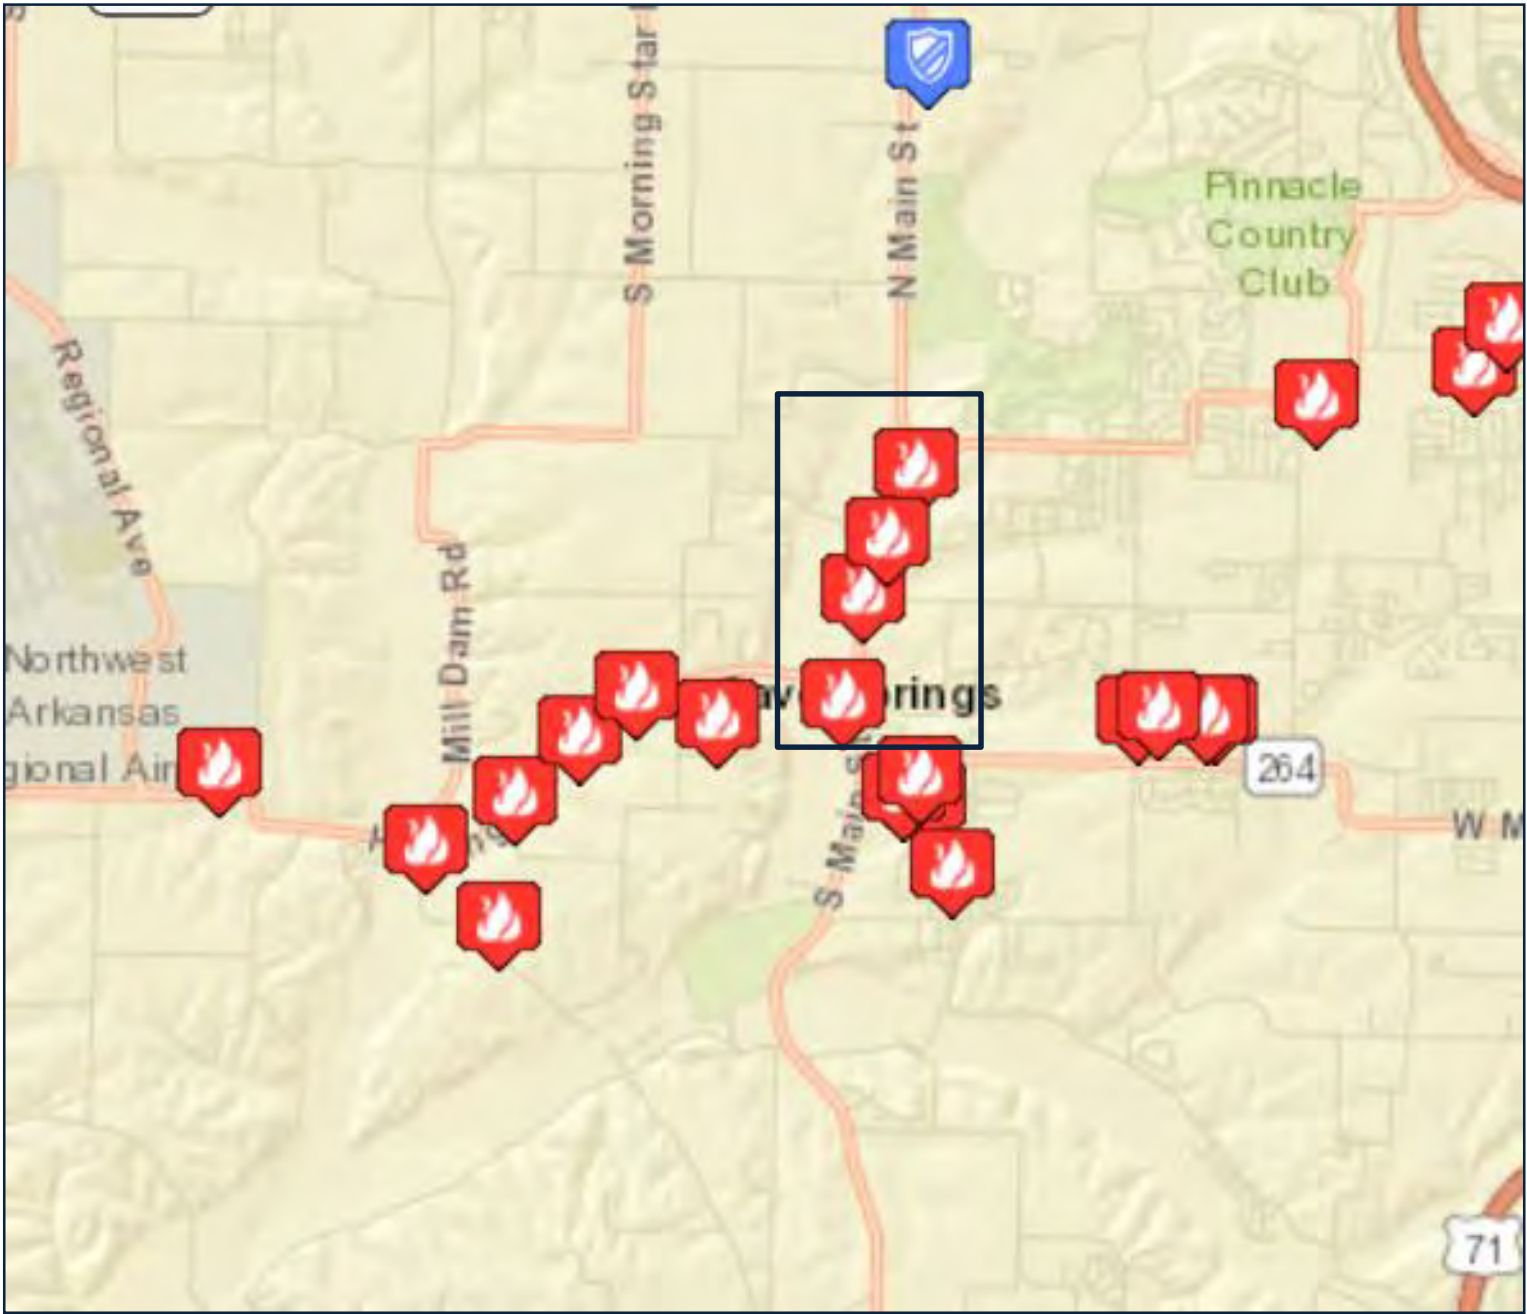 S Morning Star
N Main St
Pinnacle
Country
Club
Regional Ave
Mill Dam Rd
Northwest
Arkansas
gional Air
av
rings
264
W M
S Main S
71